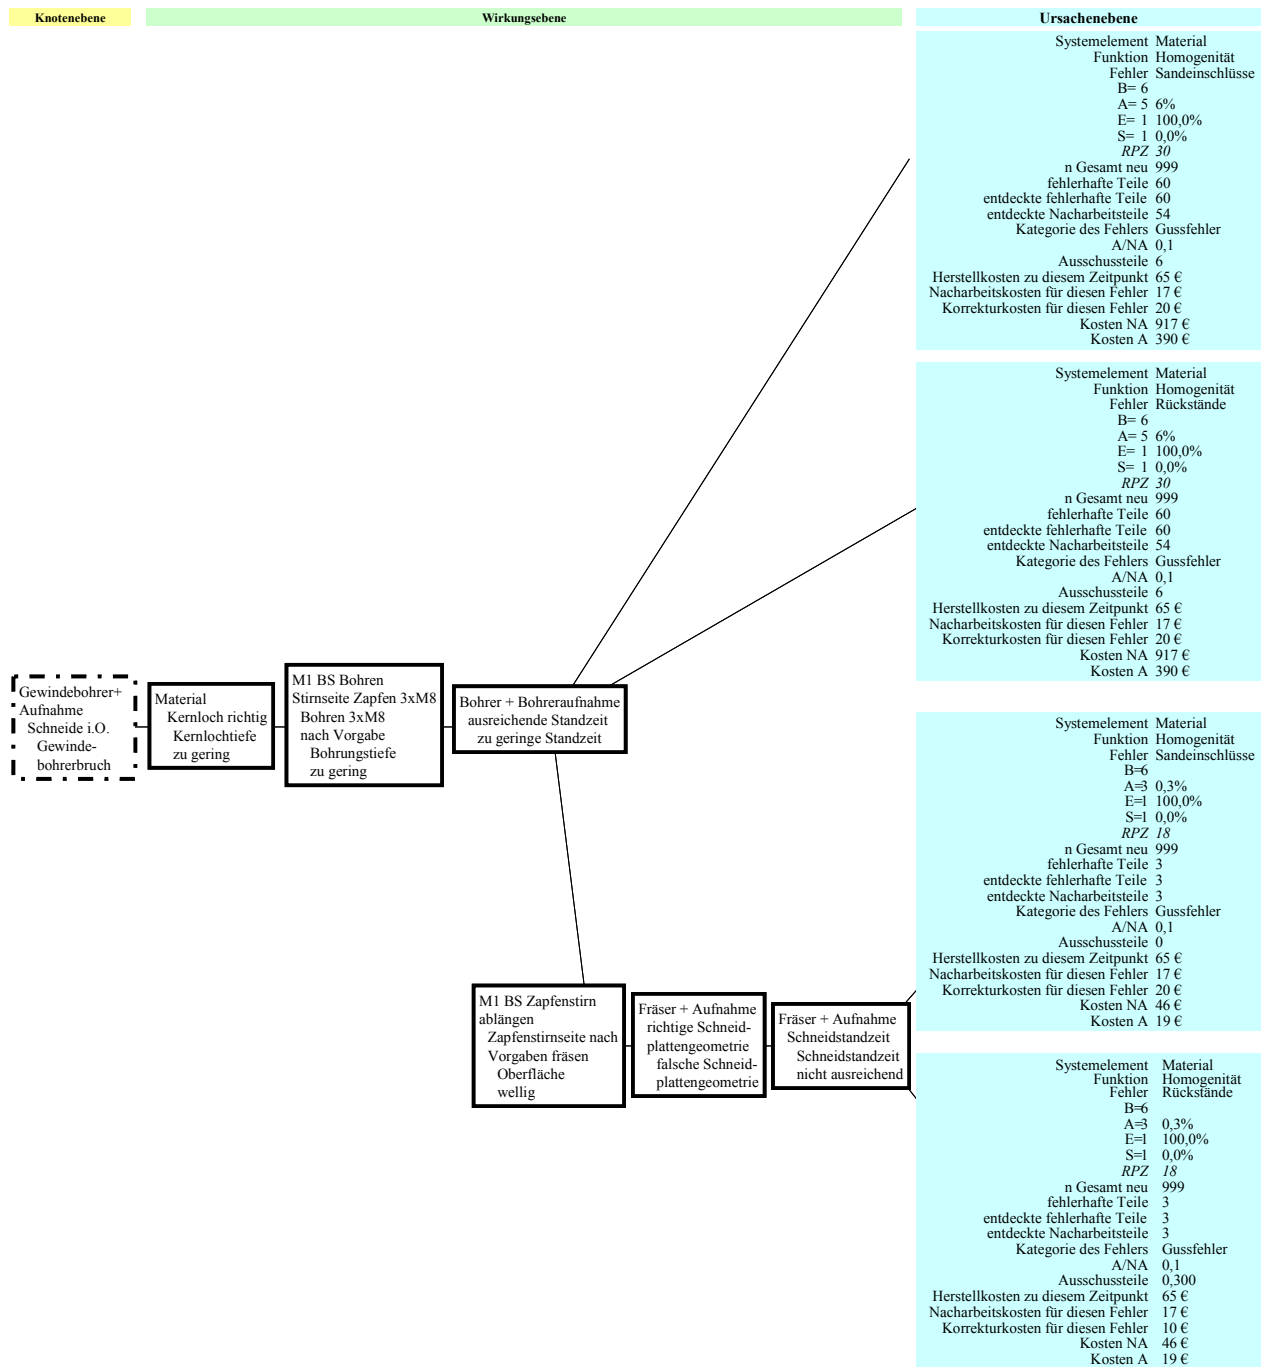 Knotenebene
Wirkungsebene
Ursachenebene
Systemelement Material
Funktion Homogenität
Fehler Sandeinschlüsse
B= 6
A= 5 6%
E= 1 100,0%
S= 1 0,0%
RPZ 30
n Gesamt neu 999
fehlerhafte Teile 60
entdeckte fehlerhafte Teile 60
entdeckte Nacharbeitsteile 54
Kategorie des Fehlers Gussfehler
A/NA 0,1
Ausschussteile 6
Herstellkosten zu diesem Zeitpunkt 65 €
Nacharbeitskosten für diesen Fehler 17 €
Korrekturkosten für diesen Fehler 20 €
Kosten NA 917 €
Kosten A 390 €
Systemelement Material
Funktion Homogenität
Fehler Rückstände
B= 6
A= 5 6%
E= 1 100,0%
S= 1 0,0%
RPZ 30
n Gesamt neu 999
fehlerhafte Teile 60
entdeckte fehlerhafte Teile 60
entdeckte Nacharbeitsteile 54
Kategorie des Fehlers Gussfehler
A/NA 0,1
Ausschussteile 6
Herstellkosten zu diesem Zeitpunkt 65 €
Nacharbeitskosten für diesen Fehler 17 €
Korrekturkosten für diesen Fehler 20 €
Kosten NA 917 €
Kosten A 390 €
Gewindebohrer+
Aufnahme
Schneide i.O.
Gewinde-
bohrerbruch
Material
Kernloch richtig
Kernlochtiefe
zu gering
M1 BS Bohren
Stirnseite Zapfen 3xM8
Bohren 3xM8
nach Vorgabe
Bohrungstiefe
zu gering
Bohrer + Bohreraufnahme
ausreichende Standzeit
zu geringe Standzeit
Systemelement Material
Funktion Homogenität
Fehler Sandeinschlüsse
B=6
A=3 0,3%
E=1 100,0%
S=1 0,0%
RPZ 18
n Gesamt neu 999
fehlerhafte Teile 3
entdeckte fehlerhafte Teile 3
entdeckte Nacharbeitsteile 3
Kategorie des Fehlers Gussfehler
A/NA 0,1
Ausschussteile 0
Herstellkosten zu diesem Zeitpunkt 65 €
Nacharbeitskosten für diesen Fehler 17 €
Korrekturkosten für diesen Fehler 20 €
Kosten NA 46 €
Kosten A 19 €
M1 BS Zapfenstirn
ablängen
Zapfenstirnseite nach
Vorgaben fräsen
Oberfläche
wellig
Fräser + Aufnahme
richtige Schneid-
plattengeometrie
falsche Schneid-
plattengeometrie
Fräser + Aufnahme
Schneidstandzeit
Schneidstandzeit
nicht ausreichend
Systemelement Material
Funktion Homogenität
Fehler Rückstände
B=6
A=3 0,3%
E=1 100,0%
S=1 0,0%
RPZ 18
n Gesamt neu 999
fehlerhafte Teile 3
entdeckte fehlerhafte Teile 3
entdeckte Nacharbeitsteile 3
Kategorie des Fehlers Gussfehler
A/NA 0,1
Ausschussteile 0,300
Herstellkosten zu diesem Zeitpunkt 65 €
Nacharbeitskosten für diesen Fehler 17 €
Korrekturkosten für diesen Fehler 10 €
Kosten NA 46 €
Kosten A 19 €